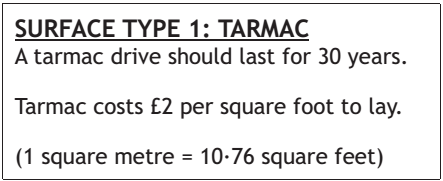 SURFACE TYPE 1: TARMAC
A tarmac drive should last for 30 years.
Tarmac costs £2 per square foot to lay.
(1 square metre = 10·76 square feet)